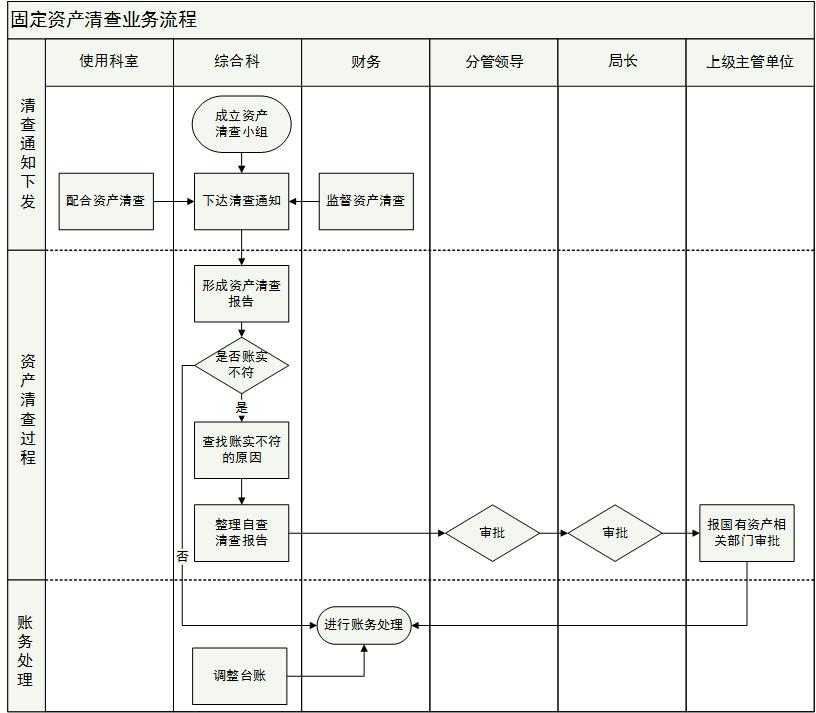 固定资产清查业务流程
使用科室
综合科
财务
分管领导
局长
上级主管单位
清查通知下发
成立资产
清查小组
配合资产清查
下达清查通知
监督资产清查
资产清查过程
形成资产清查
报告
是否账实
不符
是
查找账实不符
的原因
整理自查
清查报告
审批
审批
报国有资产相
关部门审批
否
账务处理
进行账务处理
调整台账